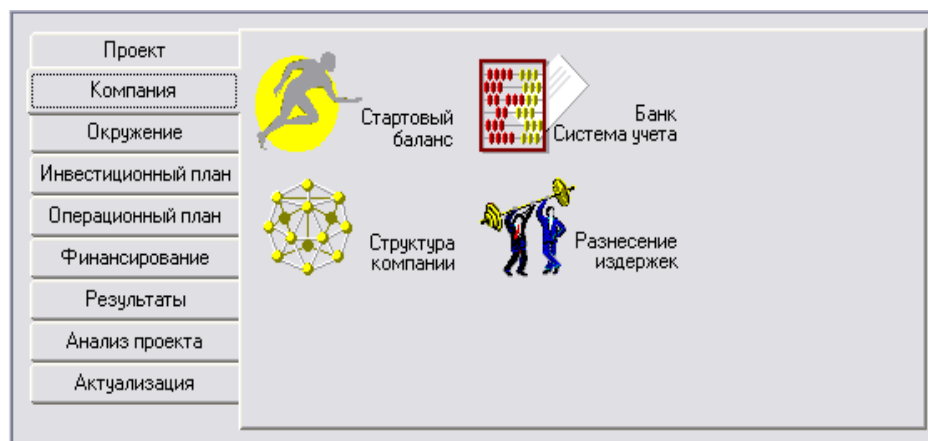 Проект
Компания
Окружение
Инвестиционный план
Операционный план
Финансирование
Результаты
Анализ проекта
Актуализация
Стартовый
баланс
Банк
Система учета
Структура
компании
Разнесение
издержек